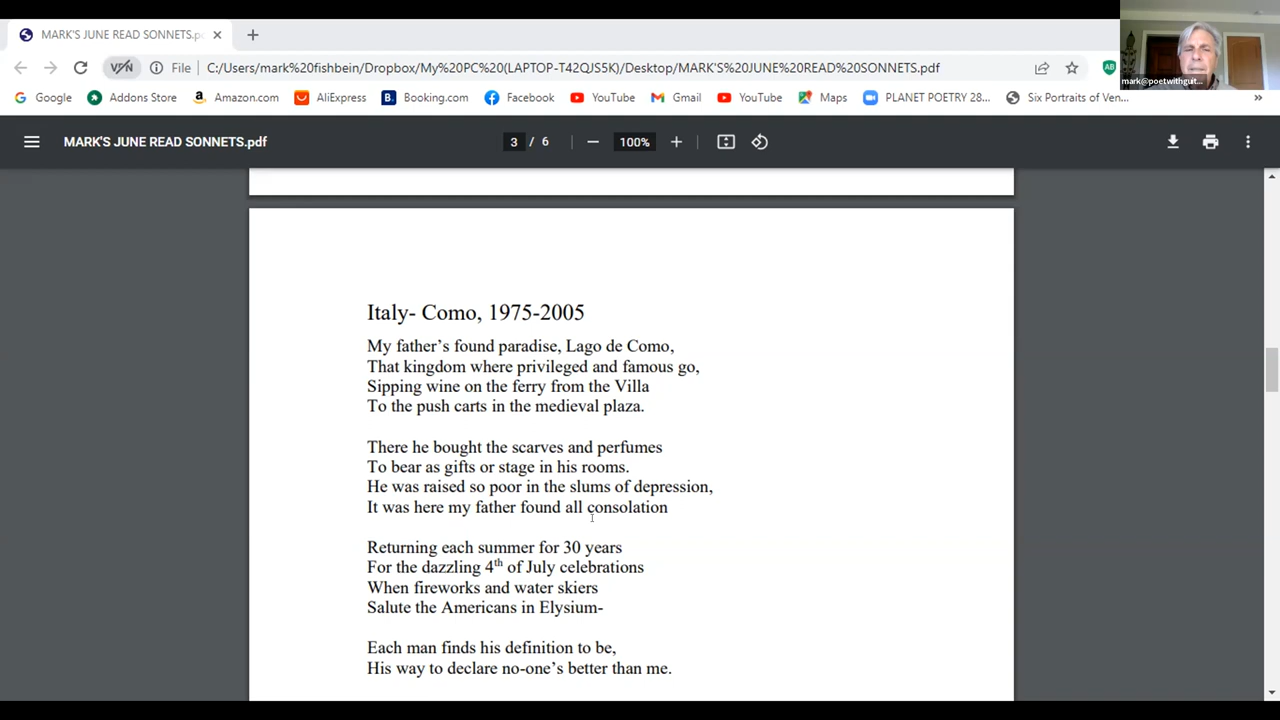 MARK'S JUNE READ SONNETS.pd
mark@poetwithguit...
VPN File C:/Users/mark%20fishbein/Dropbox/My%20PC%20(LAPTOP-T42QJS5K)/Desktop/MARK'S%20JUNE%20READ%20SONNETS.pdf AB
Google Addons Store Amazon.com AliExpress Booking.com Facebook YouTube Gmail YouTube Maps PLANET POETRY 28... Six Portraits of Ven... »
MARK'S JUNE READ SONNETS.pdf 3 / 6 100%
Italy- Como, 1975-2005
My father’s found paradise, Lago de Como,
That kingdom where privileged and famous go,
Sipping wine on the ferry from the Villa
To the push carts in the medieval plaza.
There he bought the scarves and perfumes
To bear as gifts or stage in his rooms.
He was raised so poor in the slums of depression,
It was here my father found all consolation
Returning each summer for 30 years
For the dazzling 4th of July celebrations
When fireworks and water skiers
Salute the Americans in Elysium-
Each man finds his definition to be,
His way to declare no-one’s better than me.